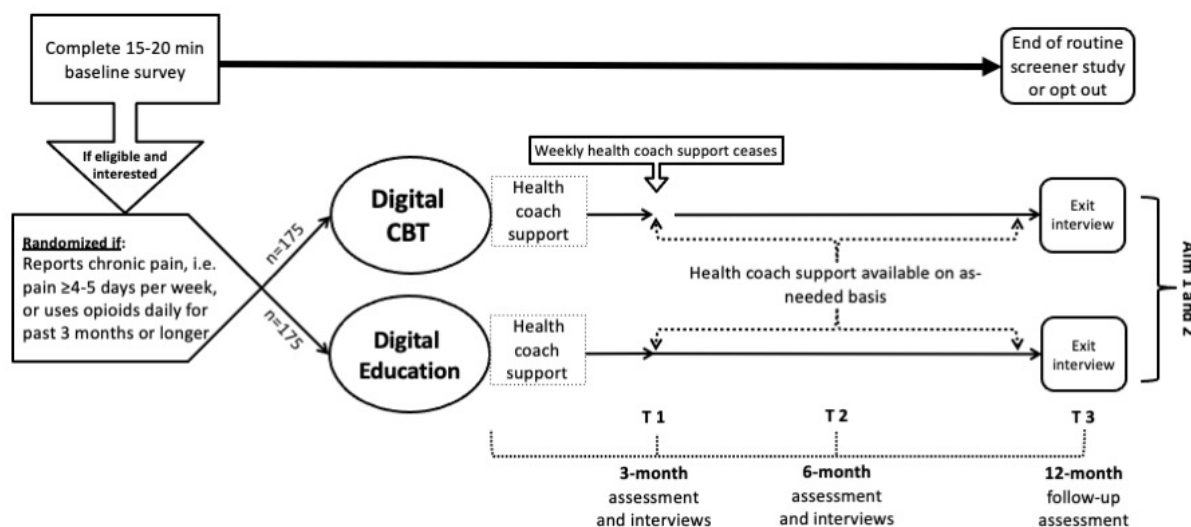 Complete 15-20 min
baseline survey
End of routine
screener study
or opt out
If eligible and
interested
Weekly health coach support ceases
Randomized if:
Reports chronic pain, i.e.
pain ≥4-5 days per week,
or uses opioids daily for
past 3 months or longer
n=175
n=175
Digital
CBT
Health
coach
support
Exit
interview
Health coach support available on as-
needed basis
Digital
Education
Health
coach
support
Exit
interview
Aim 1 and 2
T 1
T 2
T 3
3-month
assessment
and interviews
6-month
assessment
and interviews
12-month
follow-up
assessment